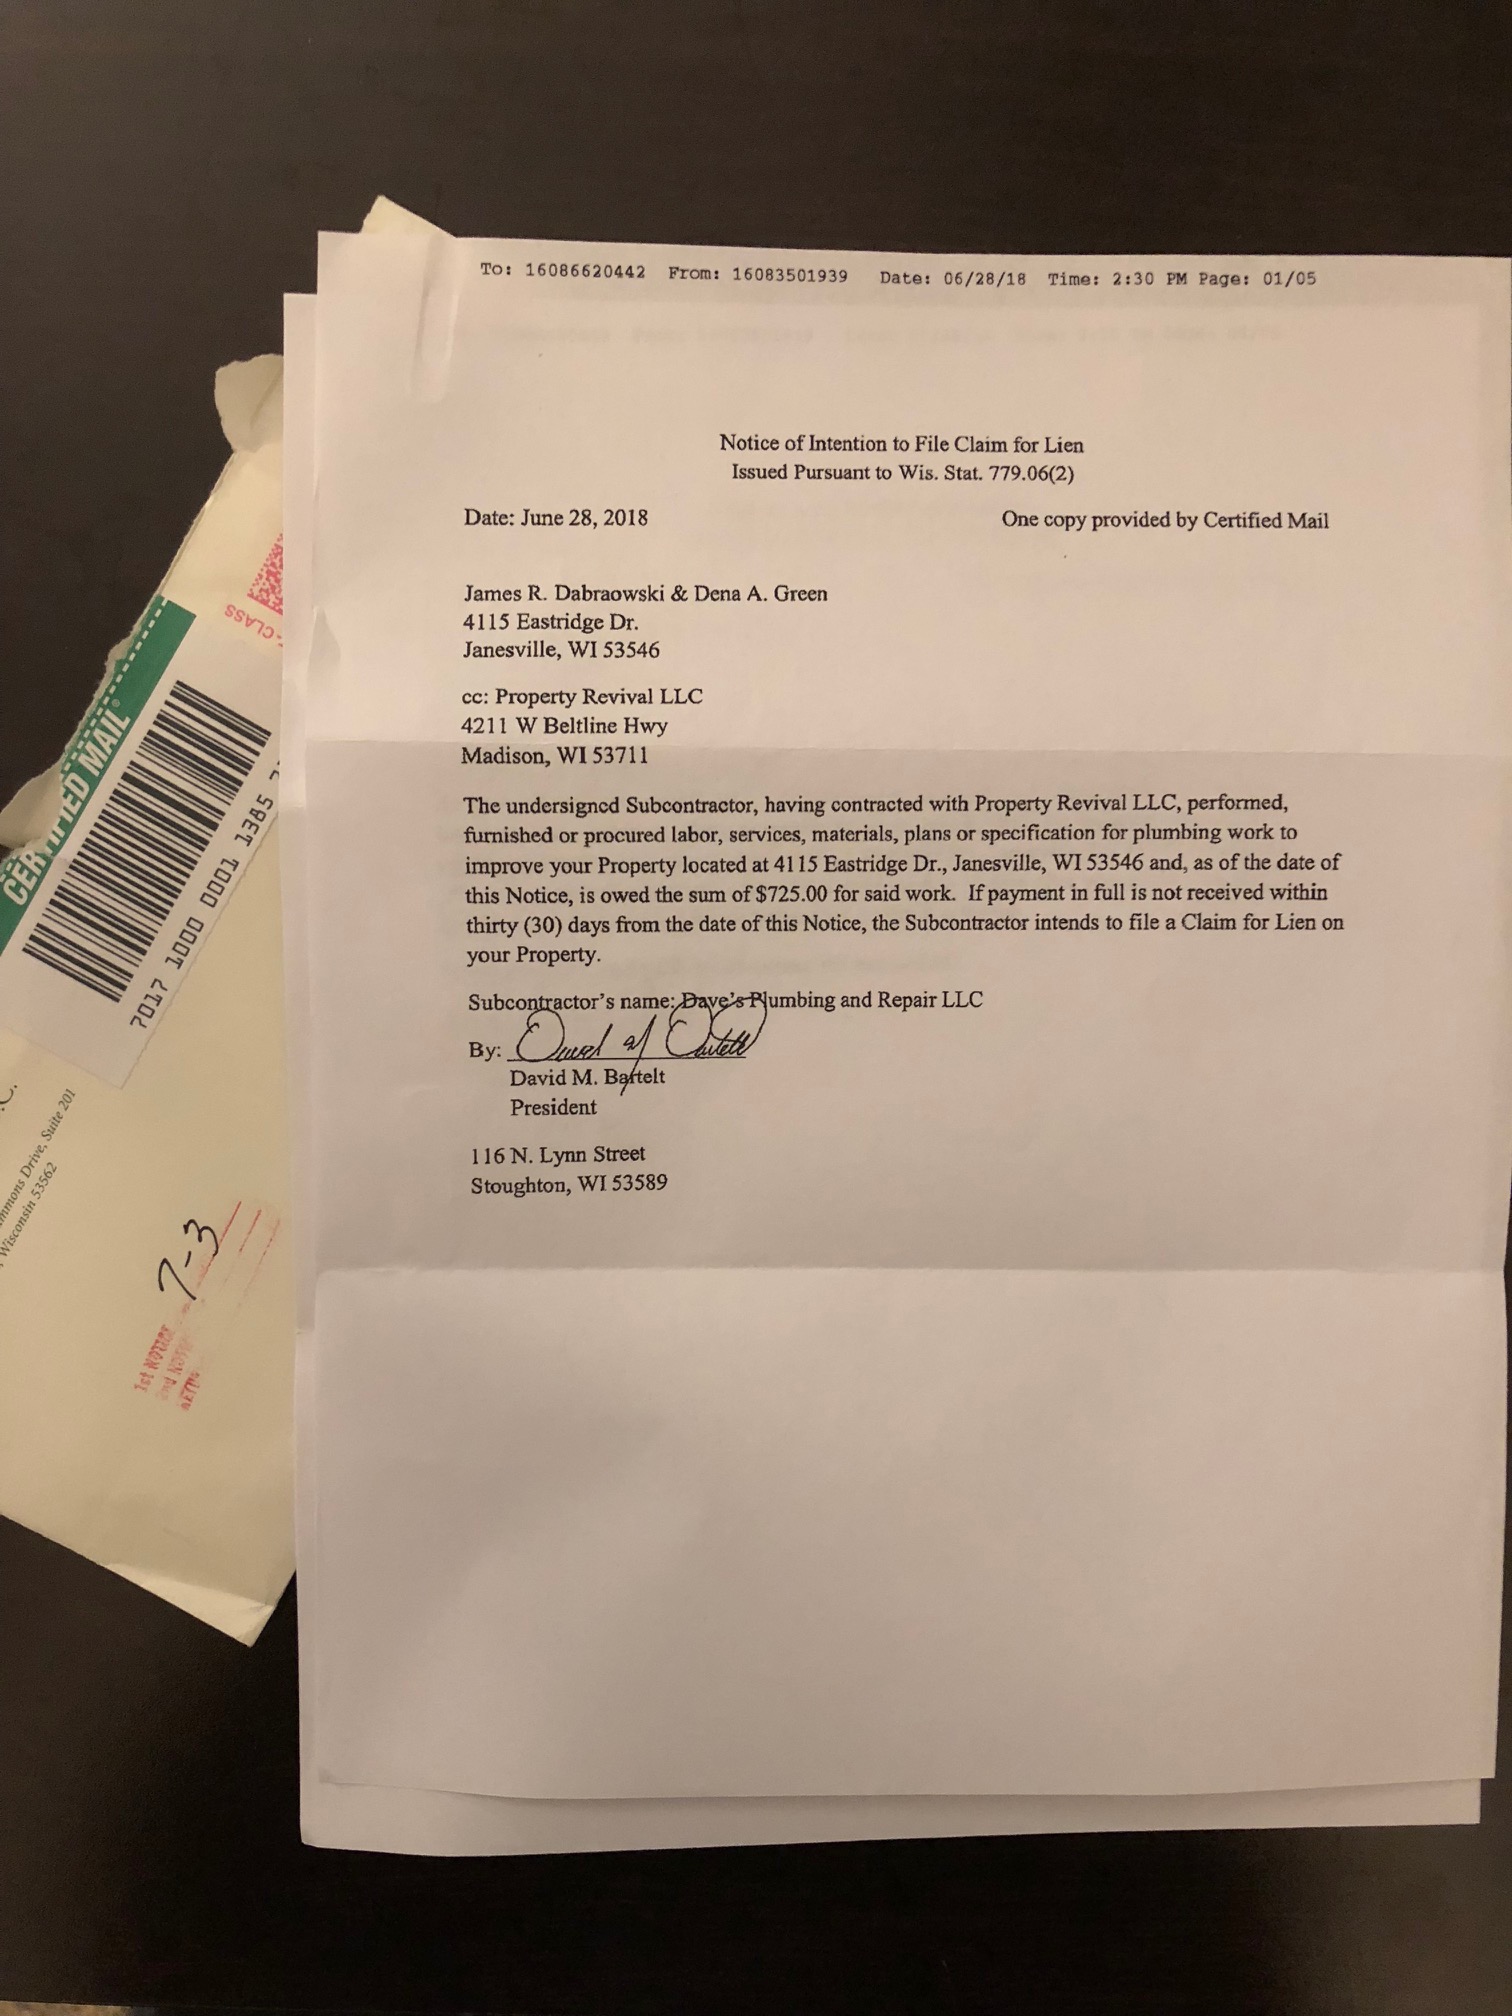 To: 16086620442 From: 16083501939 Date: 06/28/18 Time: 2:30 PM Page: 01/05
Notice of Intention to File Claim for Lien
Issued Pursuant to Wis. Stat. 779.06(2)
Date: June 28, 2018 One copy provided by Certified Mail
James R. Dabraowski & Dena A. Green
4115 Eastridge Dr.
Janesville, WI 53546
cc: Property Revival LLC
4211 W Beltline Hwy
Madison, WI 53711
The undersigned Subcontractor, having contracted with Property Revival LLC, performed,
furnished or procured labor, services, materials, plans or specification for plumbing work to
improve your Property located at 4115 Eastridge Dr., Janesville, WI 53546 and, as of the date of
this Notice, is owed the sum of $725.00 for said work. If payment in full is not received within
thirty (30) days from the date of this Notice, the Subcontractor intends to file a Claim for Lien on
your Property.
Subcontractor's name: Dave's Plumbing and Repair LLC
By:
David M. Bartelt
President
116 N. Lynn Street
Stoughton, WI 53589
CERTIFIED MAIL®
7017 1000 0001 1385
CLASS
Drive, Suite 201
Wisconsin 53562
7-3
1st NOTICE